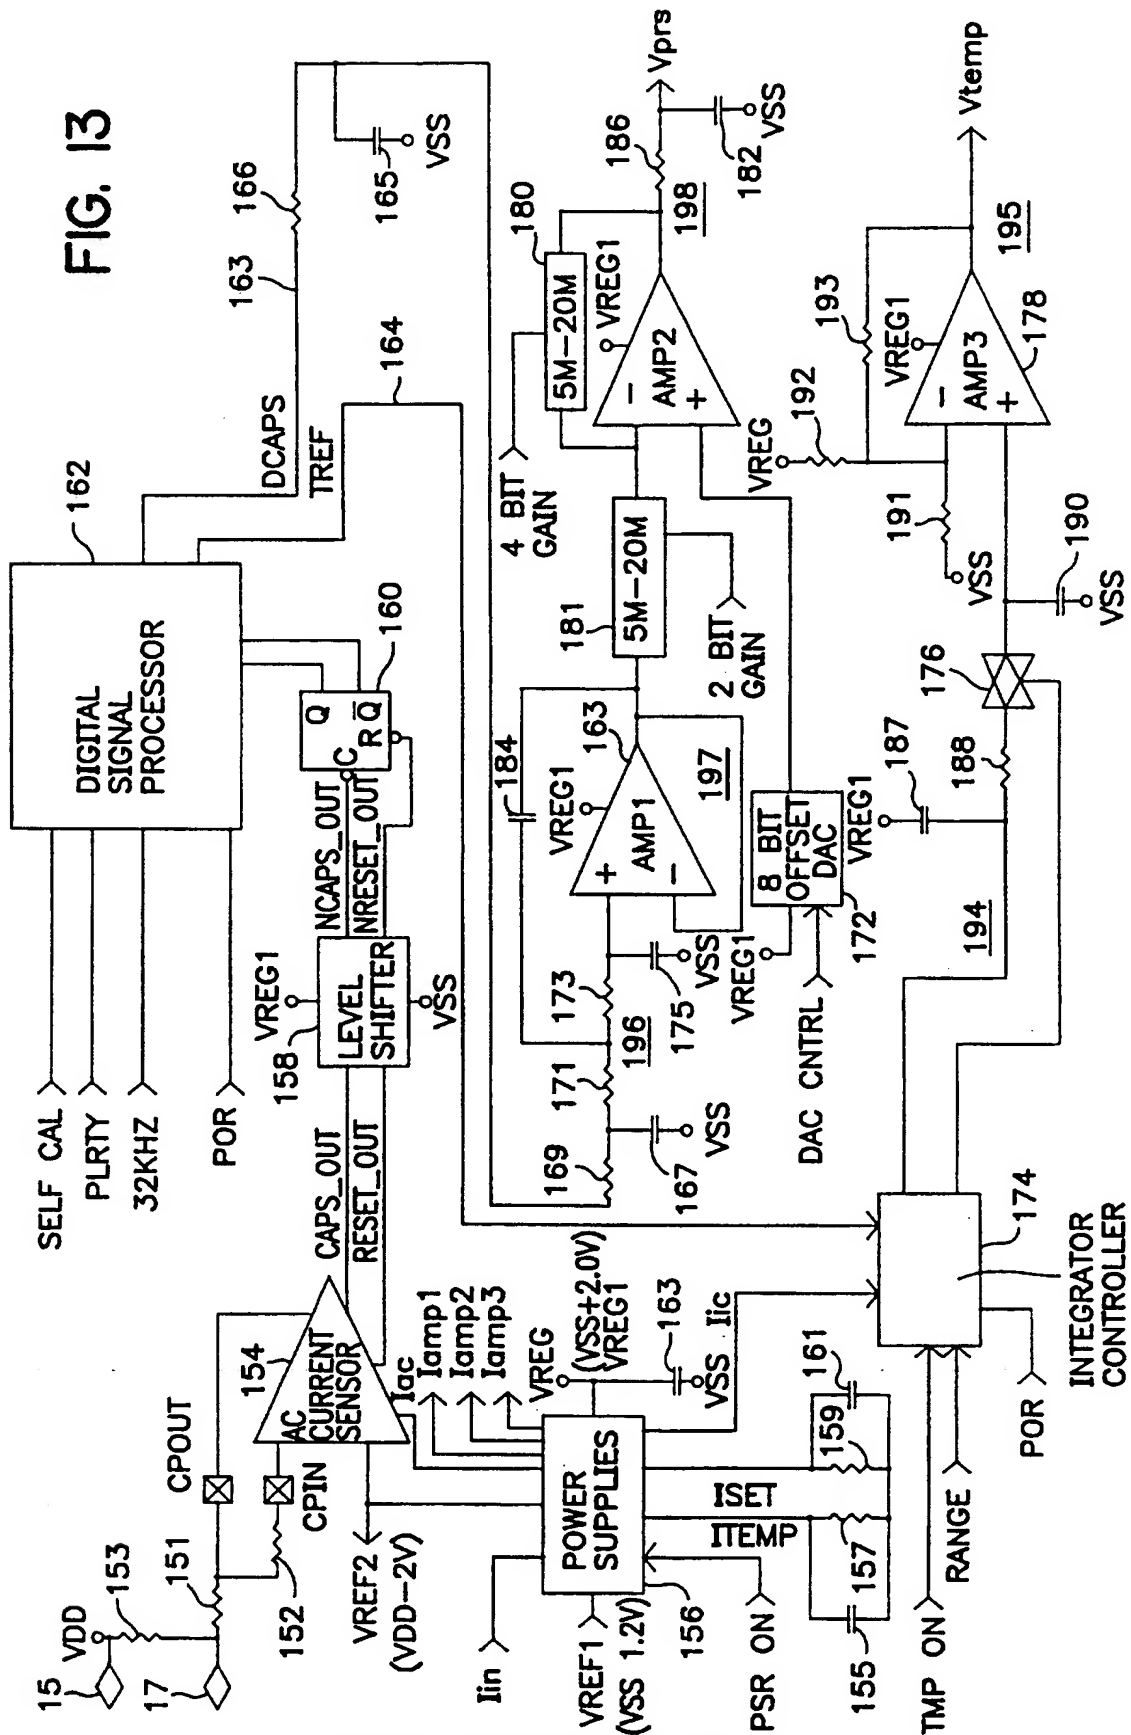 FIG. 13
SELF CAL
PLRTY
32KHZ
POR
DIGITAL
SIGNAL
PROCESSOR
162
DCAPS
TREF
163
166
164
165
VSS
15
17
VDD
153
151
152
CPOUT
CPIN
154
AC
CURRENT
SENSOR
CAPS_OUT
RESET_OUT
VREG1
158
LEVEL
SHIFTER
VSS
NCAPS_OUT
NRESET_OUT
C
Q
R
Q
160
VREF2
(VDD-2V)
Iac
Iamp1
Iamp2
Iamp3
VREG
(VSS+2.0V)
VREG1
163
VSS
Iin
VREF1
(VSS 1.2V)
POWER
SUPPLIES
156
PSR ON
ISET
ITEMP
Iic
155
157
159
161
169
167
VSS
171
196
173
175
VSS
184
VREG1
163
AMP1
+
-
197
181
5M-20M
2 BIT
GAIN
4 BIT
GAIN
180
5M-20M
VREG1
AMP2
-
+
198
186
182
VSS
Vprs
VREG1
8 BIT
OFFSET
DAC
172
DAC CNTRL
TMP ON
RANGE
POR
174
INTEGRATOR
CONTROLLER
194
VREG1
187
188
176
190
VSS
VSS
191
VREG
192
193
VREG1
AMP3
-
+
178
195
Vtemp